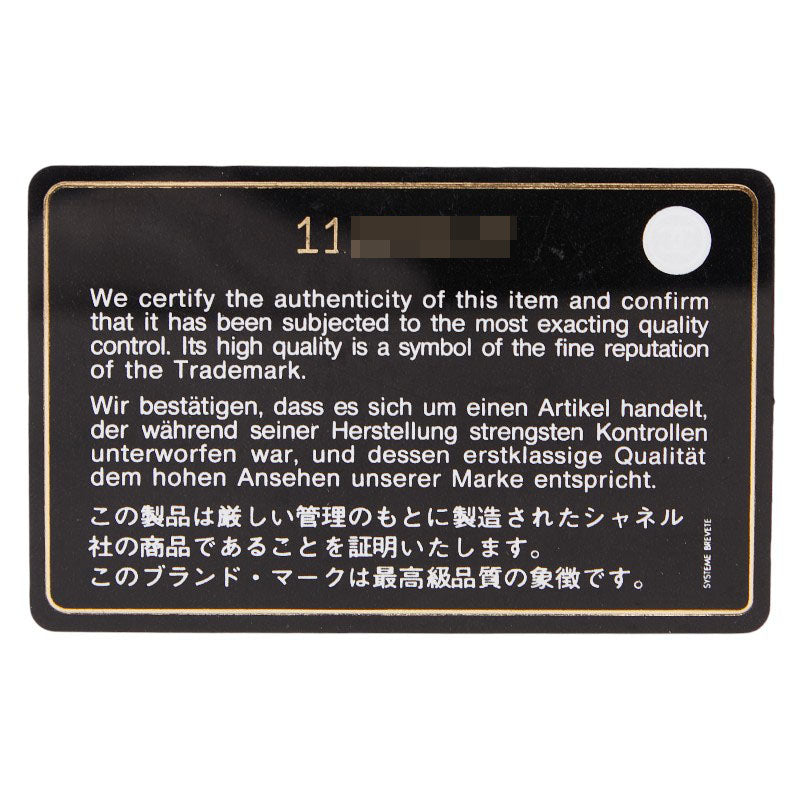 11
We certify the authenticity of this item and confirm
that it has been subjected to the most exacting quality
control. Its high quality is a symbol of the fine reputation
of the Trademark.
Wir bestätigen, dass es sich um einen Artikel handelt,
der während seiner Herstellung strengsten Kontrollen
unterworfen war, und dessen erstklassige Qualität
dem hohen Ansehen unserer Marke entspricht.
この製品は厳しい管理のもとに製造されたシャネル
社の商品であることを証明いたします。
このブランド・マークは最高級品質の象徴です。
SYSTEME BREVETE